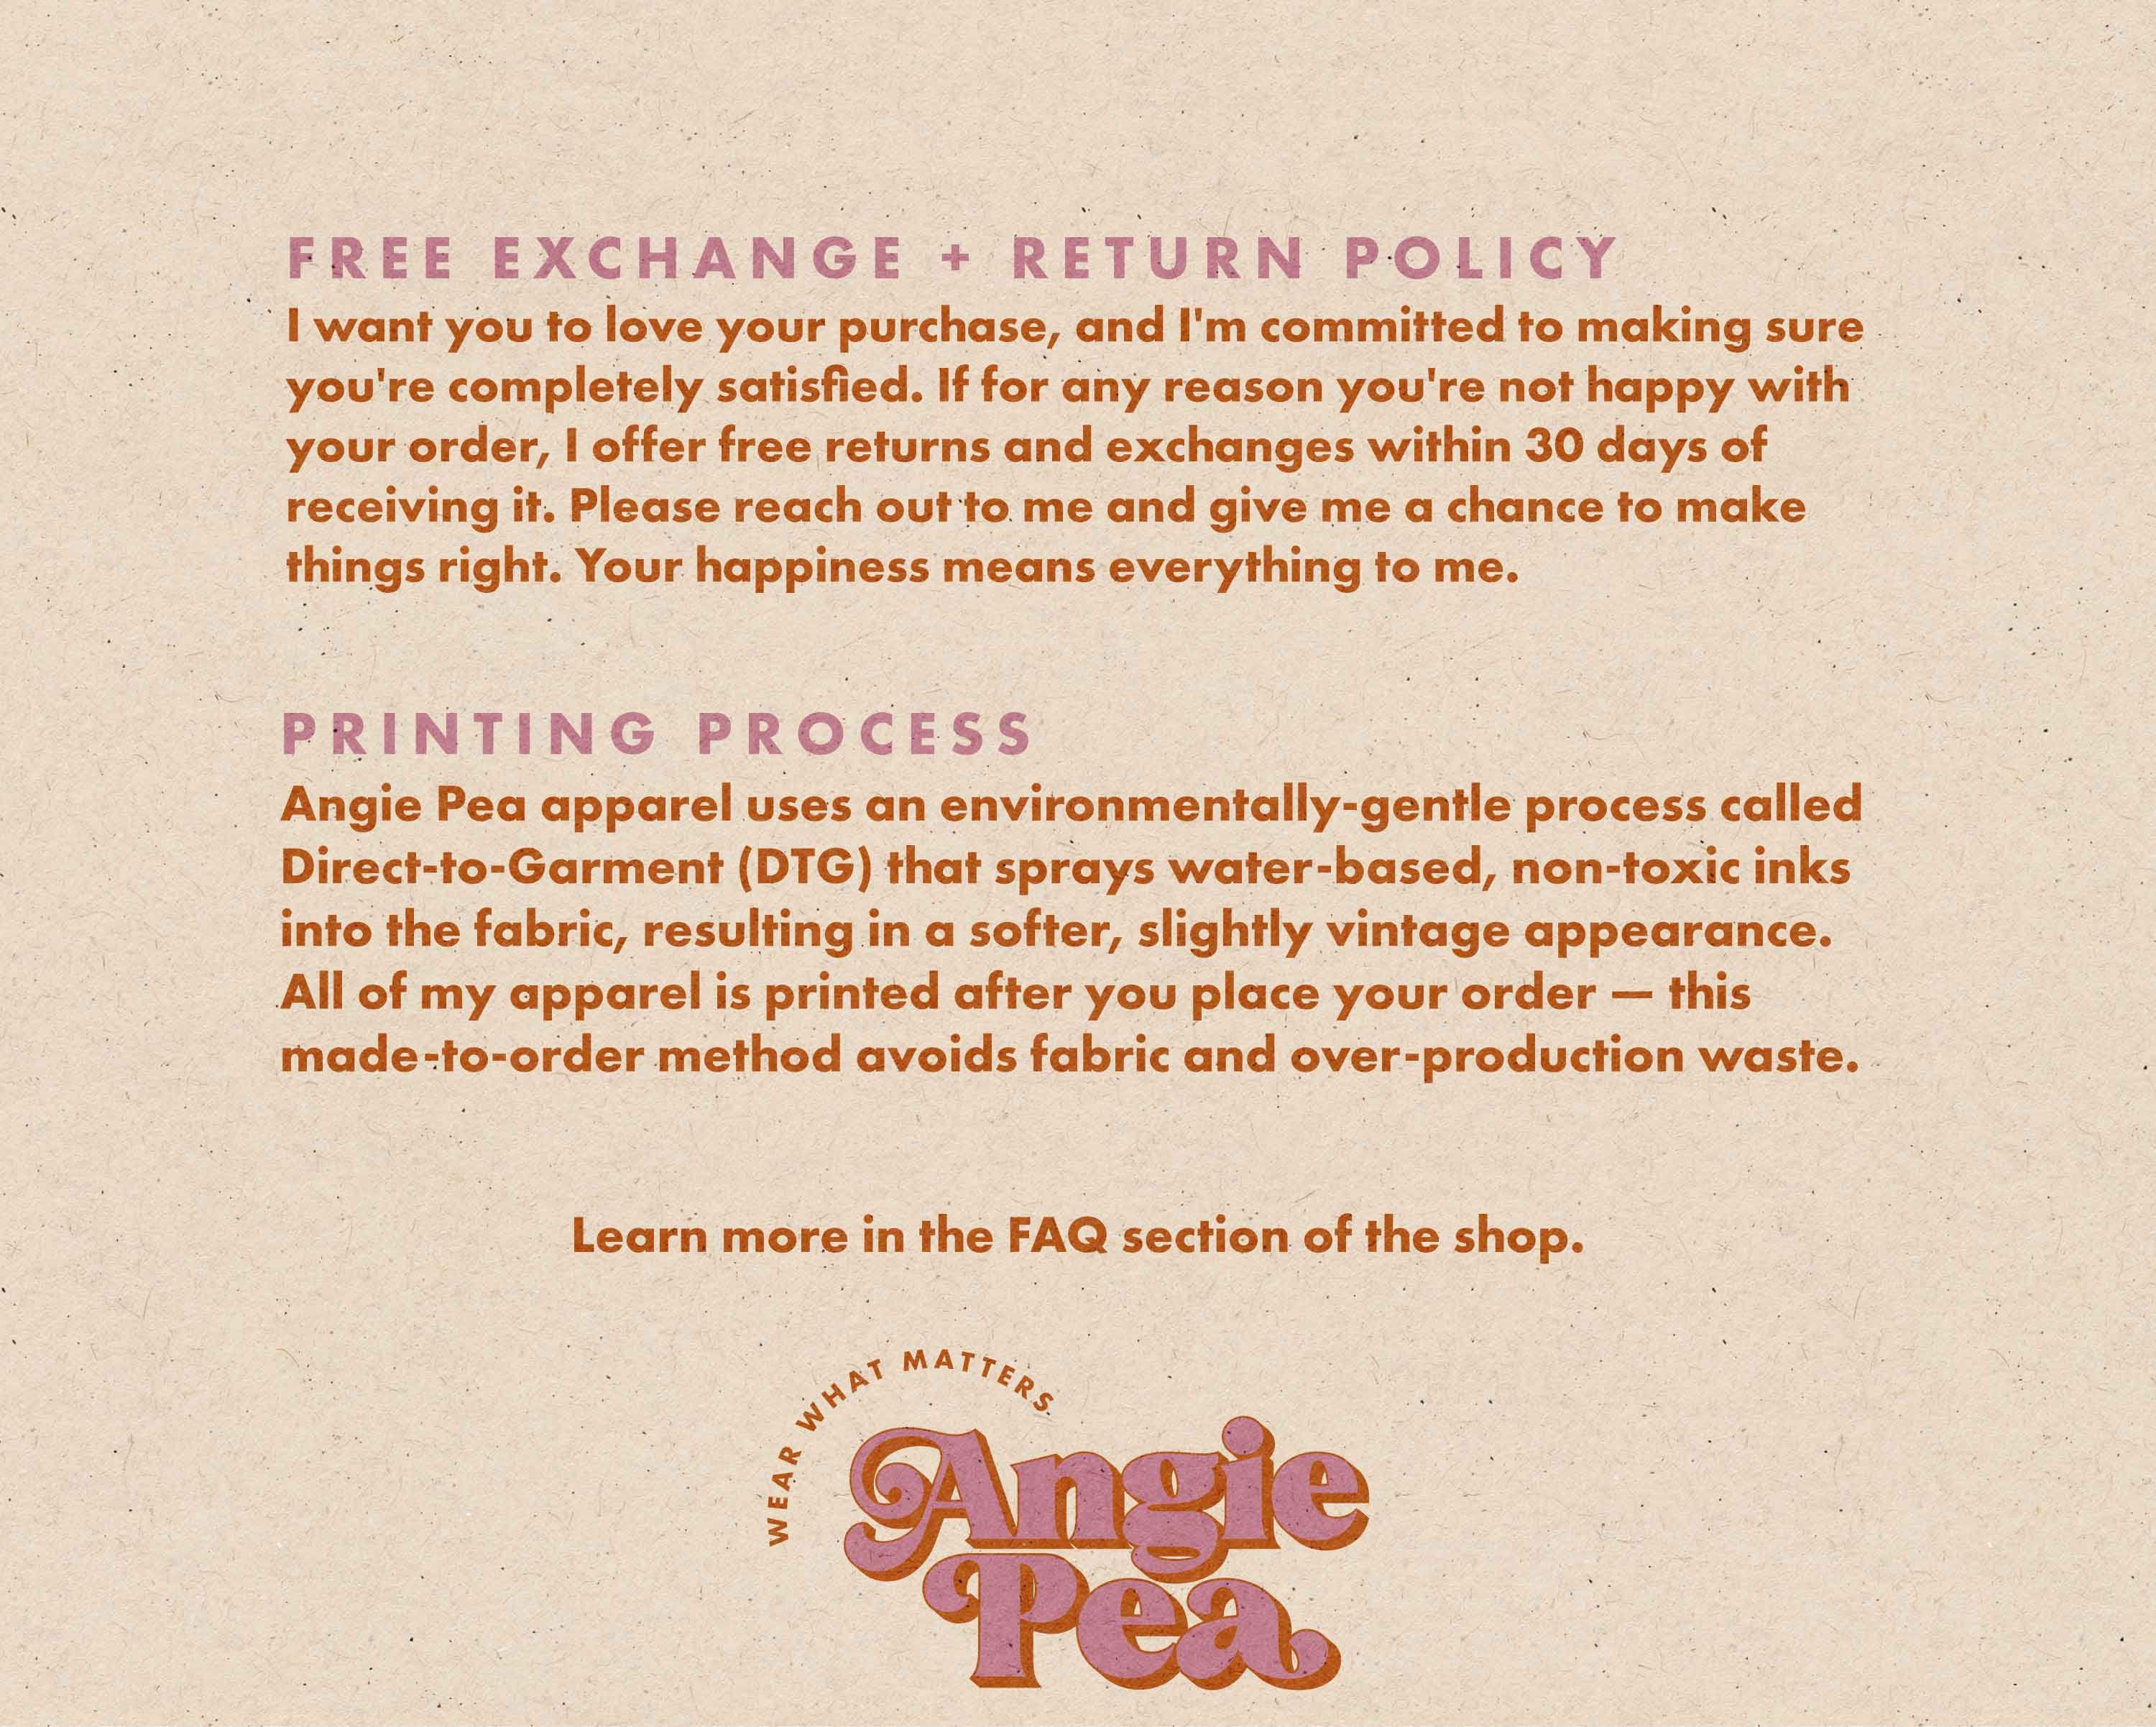 FREE EXCHANGE + RETURN POLICY
I want you to love your purchase, and I'm committed to making sure
you're completely satisfied. If for any reason you're not happy with
your order, I offer free returns and exchanges within 30 days of
receiving it. Please reach out to me and give me a chance to make
things right. Your happiness means everything to me.
PRINTING PROCESS
Angie Pea apparel uses an environmentally-gentle process called
Direct-to-Garment (DTG) that sprays water-based, non-toxic inks
into the fabric, resulting in a softer, slightly vintage appearance.
All of my apparel is printed after you place your order — this
made-to-order method avoids fabric and over-production waste.
Learn more in the FAQ section of the shop.
WEAR WHAT MATTERS
Angie
Pea